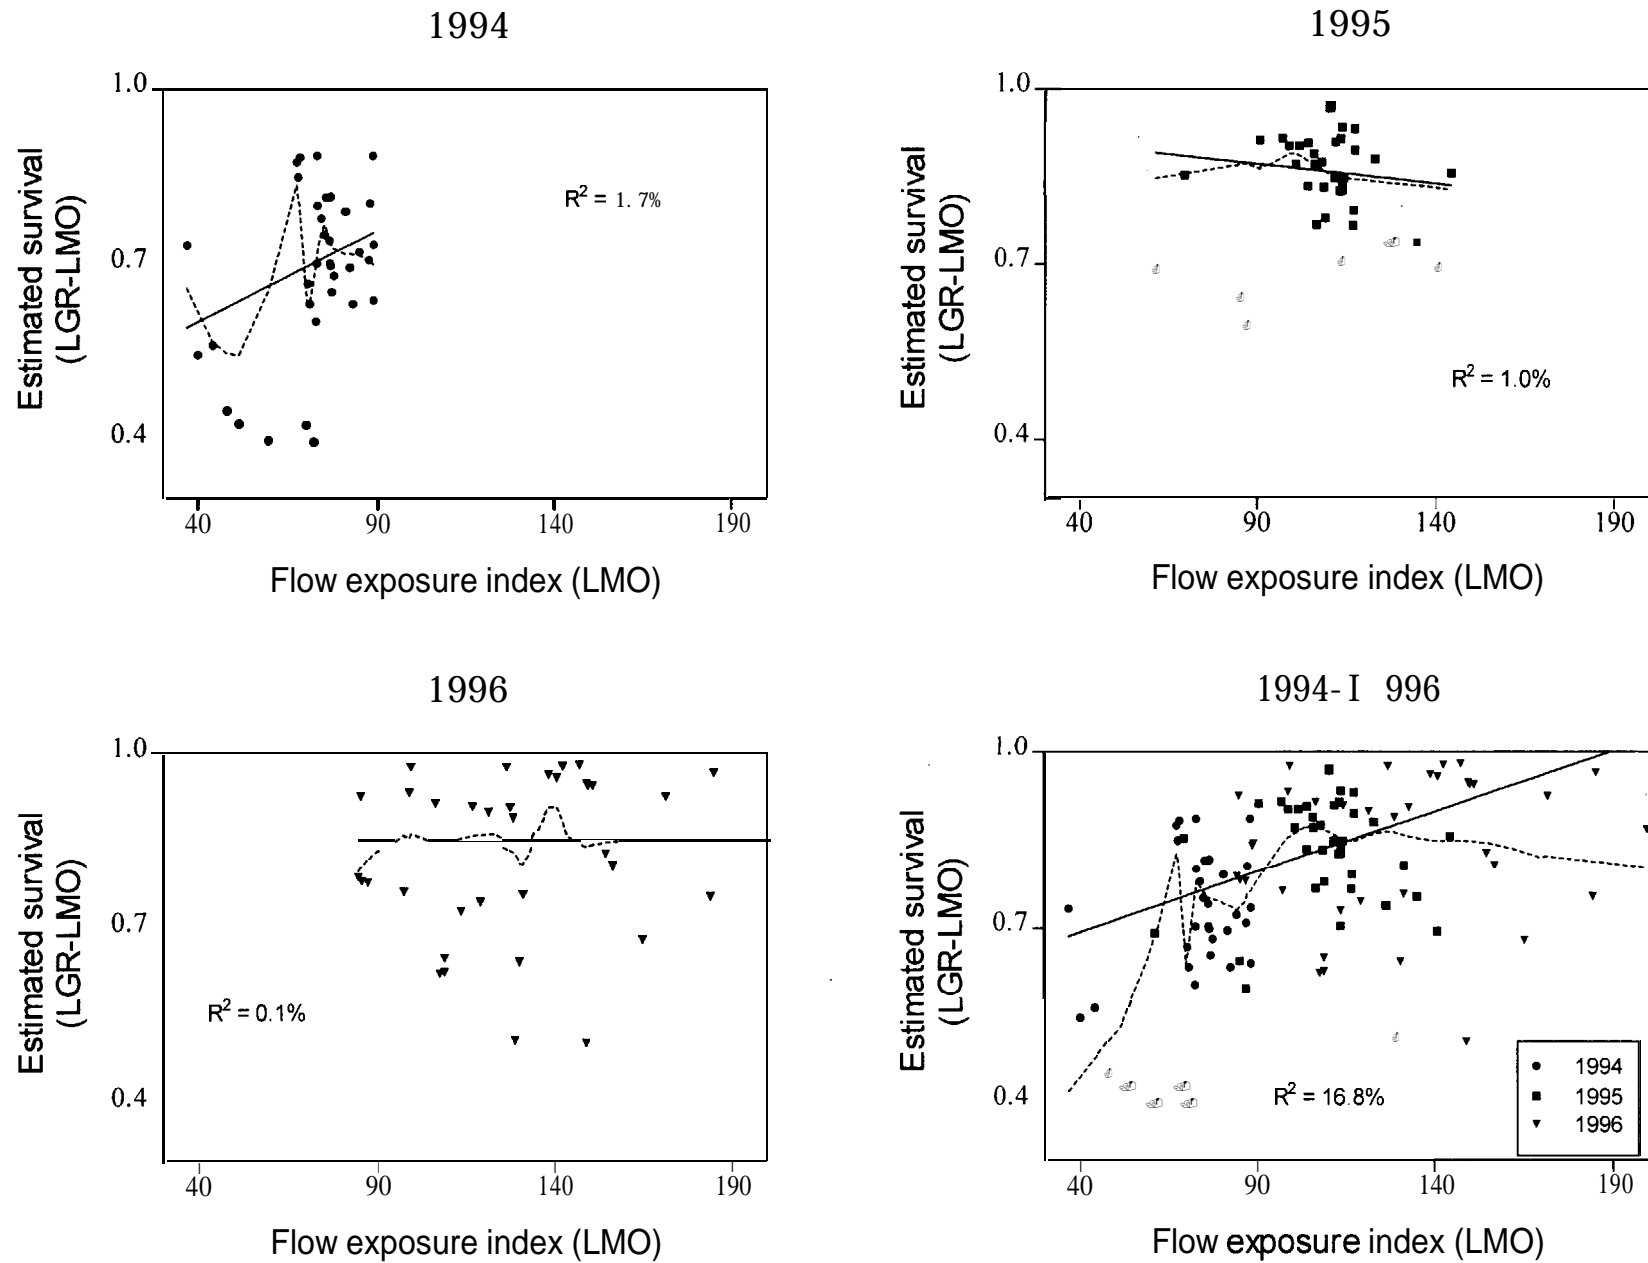 1994
1.0
0.7
0.4
Estimated survival
(LGR-LMO)
R² = 1.7%
40 90 140 190
Flow exposure index (LMO)
1995
1.0
0.7
0.4
Estimated survival
(LGR-LMO)
R² = 1.0%
40 90 140 190
Flow exposure index (LMO)
1996
1.0
0.7
0.4
Estimated survival
(LGR-LMO)
R² = 0.1%
40 90 140 190
Flow exposure index (LMO)
1994-I 996
1.0
0.7
0.4
Estimated survival
(LGR-LMO)
R² = 16.8%
1994
1995
1996
40 90 140 190
Flow exposure index (LMO)